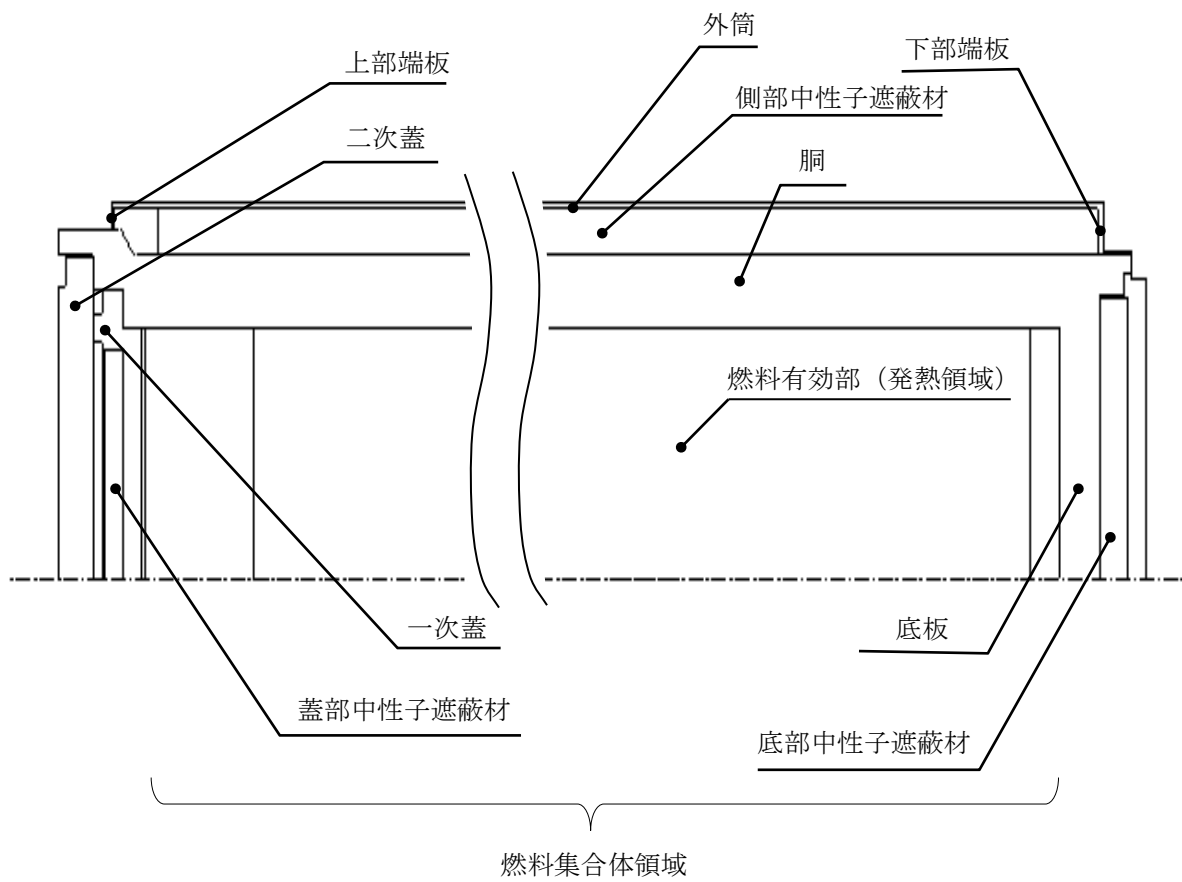 外筒
下部端板
上部端板
側部中性子遮蔽材
二次蓋
胴
燃料有効部（発熱領域）
一次蓋
底板
蓋部中性子遮蔽材
底部中性子遮蔽材
燃料集合体領域